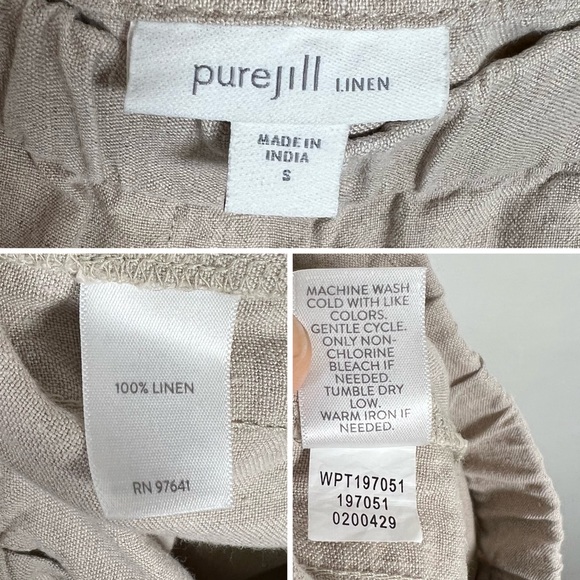 purejill LINEN
MADE IN
INDIA
S
100% LINEN
RN 97641
MACHINE WASH
COLD WITH LIKE
COLORS.
GENTLE CYCLE.
ONLY NON-
CHLORINE
BLEACH IF
NEEDED.
TUMBLE DRY
LOW.
WARM IRON IF
NEEDED.
WPT197051
197051
0200429